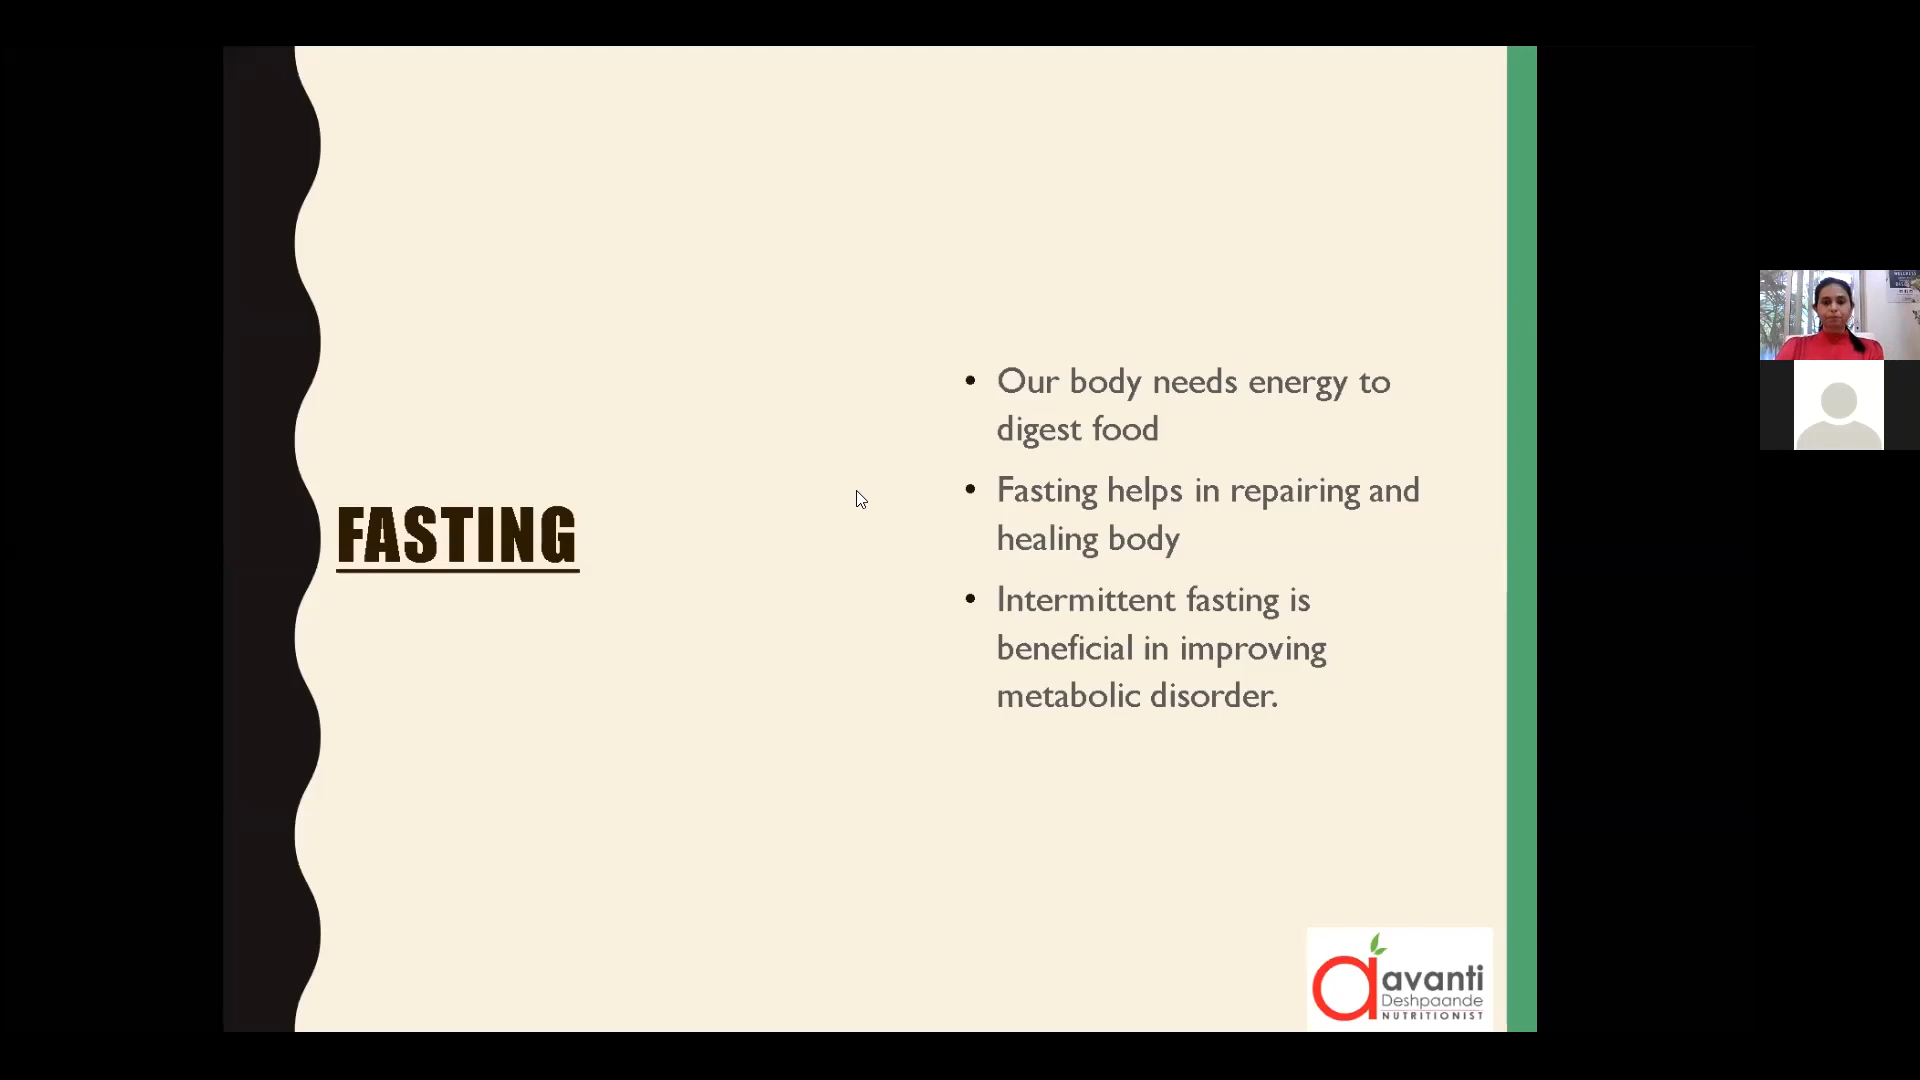 FASTING
• Our body needs energy to
digest food
• Fasting helps in repairing and
healing body
• Intermittent fasting is
beneficial in improving
metabolic disorder.
avanti
Deshpaande
NUTRITIONIST
WELLNESS